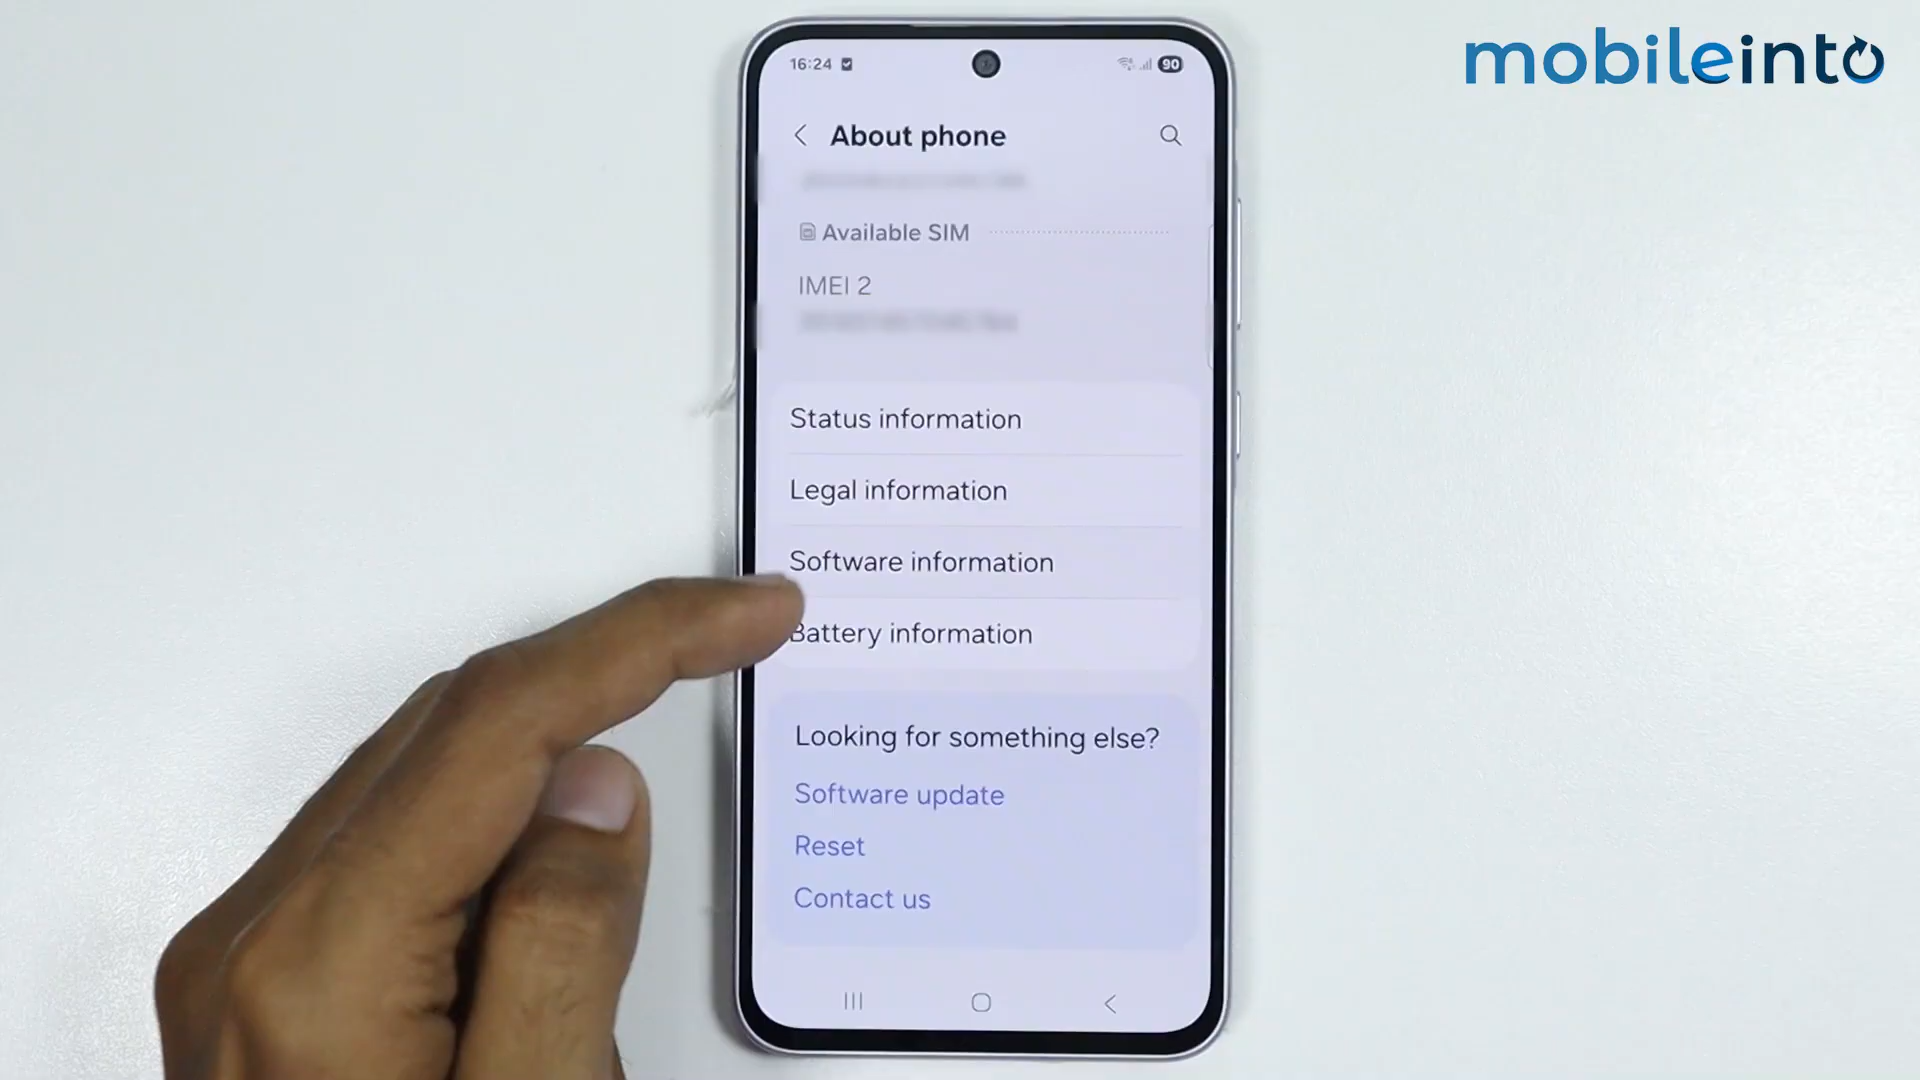 mobileinto
16:24
90
About phone
Available SIM
IMEI 2
Status information
Legal information
Software information
Battery information
Looking for something else?
Software update
Reset
Contact us